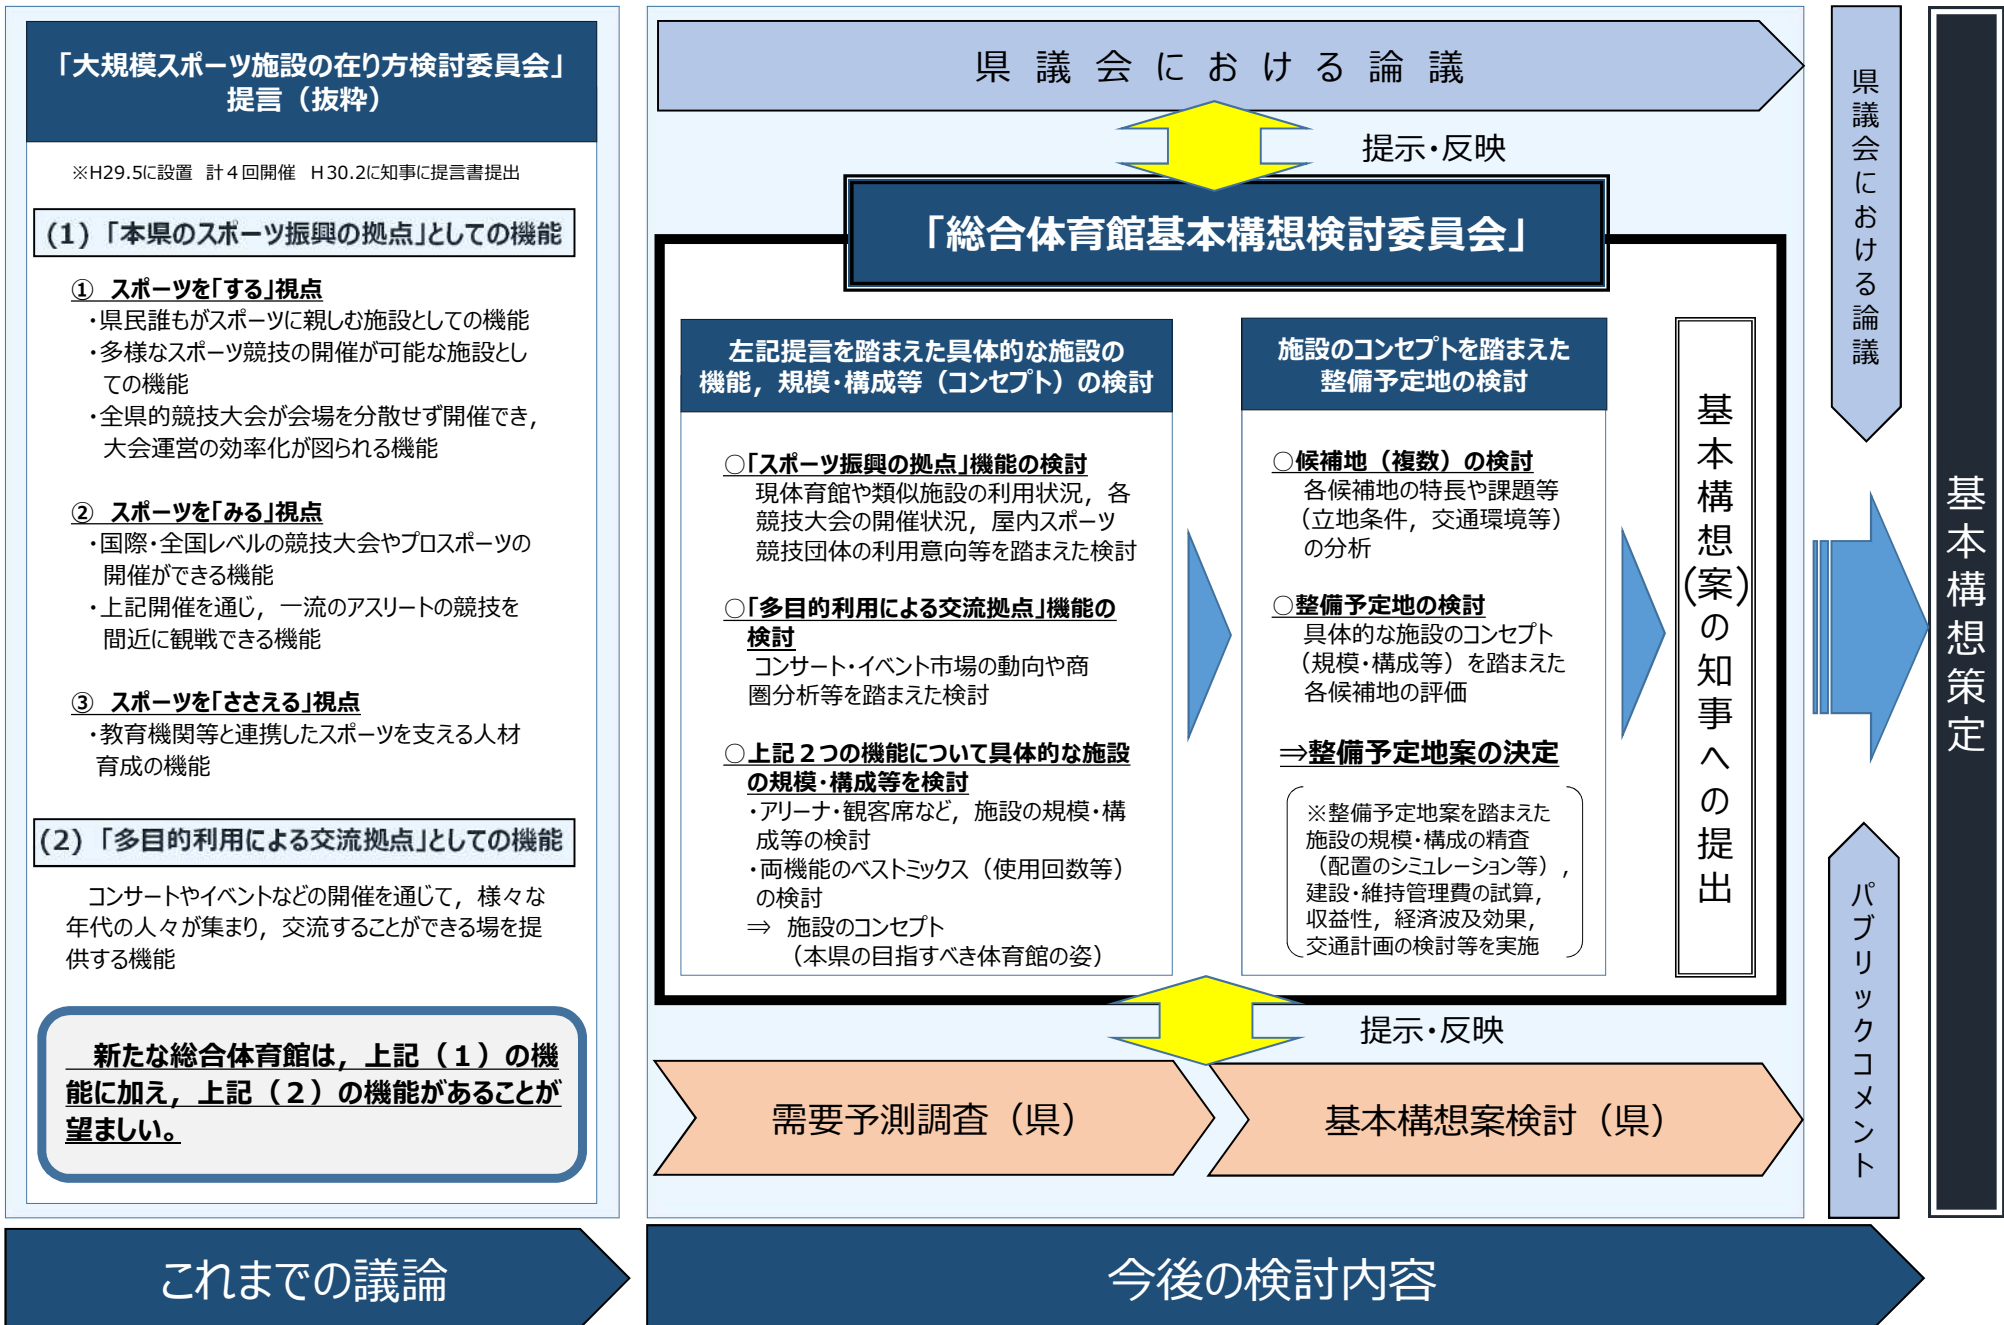 「大規模スポーツ施設の在り方検討委員会」
提言（抜粋）
※H29.5に設置 計４回開催 Ｈ30.2に知事に提言書提出
(1)「本県のスポーツ振興の拠点」としての機能
① スポーツを「する」視点
・県民誰もがスポーツに親しむ施設としての機能
・多様なスポーツ競技の開催が可能な施設とし
ての機能
・全県的競技大会が会場を分散せず開催でき，
大会運営の効率化が図られる機能
② スポーツを「みる」視点
・国際・全国レベルの競技大会やプロスポーツの
開催ができる機能
・上記開催を通じ，一流のアスリートの競技を
間近に観戦できる機能
③ スポーツを「ささえる」視点
・教育機関等と連携したスポーツを支える人材
育成の機能
(2)「多目的利用による交流拠点」としての機能
コンサートやイベントなどの開催を通じて，様々な
年代の人々が集まり，交流することができる場を提
供する機能
新たな総合体育館は，上記（１）の機
能に加え，上記（２）の機能があることが
望ましい。
これまでの議論
県議会における論議
提示・反映
「総合体育館基本構想検討委員会」
左記提言を踏まえた具体的な施設の
機能，規模・構成等（コンセプト）の検討
○「スポーツ振興の拠点」機能の検討
現体育館や類似施設の利用状況，各
競技大会の開催状況，屋内スポーツ
競技団体の利用意向等を踏まえた検討
○「多目的利用による交流拠点」機能の
検討
コンサート・イベント市場の動向や商
圏分析等を踏まえた検討
○上記２つの機能について具体的な施設
の規模・構成等を検討
・アリーナ・観客席など，施設の規模・構
成等の検討
・両機能のベストミックス（使用回数等）
の検討
⇒ 施設のコンセプト
（本県の目指すべき体育館の姿）
施設のコンセプトを踏まえた
整備予定地の検討
○候補地（複数）の検討
各候補地の特長や課題等
（立地条件，交通環境等）
の分析
○整備予定地の検討
具体的な施設のコンセプト
（規模・構成等）を踏まえた
各候補地の評価
⇒整備予定地案の決定
※整備予定地案を踏まえた
施設の規模・構成の精査
（配置のシミュレーション等），
建設・維持管理費の試算，
収益性，経済波及効果，
交通計画の検討等を実施
基本構想（案）の知事への提出
提示・反映
需要予測調査（県）
基本構想案検討（県）
今後の検討内容
県議会における論議
パブリックコメント
基本構想策定